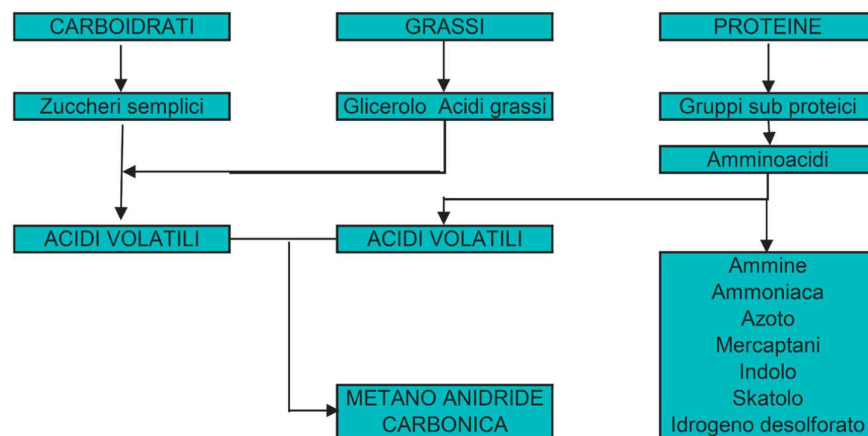 CARBOIDRATI
GRASSI
PROTEINE
Zuccheri semplici
Glicerolo Acidi grassi
Gruppi sub proteici
Amminoacidi
ACIDI VOLATILI
ACIDI VOLATILI
Ammine
Ammoniaca
Azoto
Mercaptani
Indolo
Skatolo
Idrogeno desolforato
METANO ANIDRIDE
CARBONICA